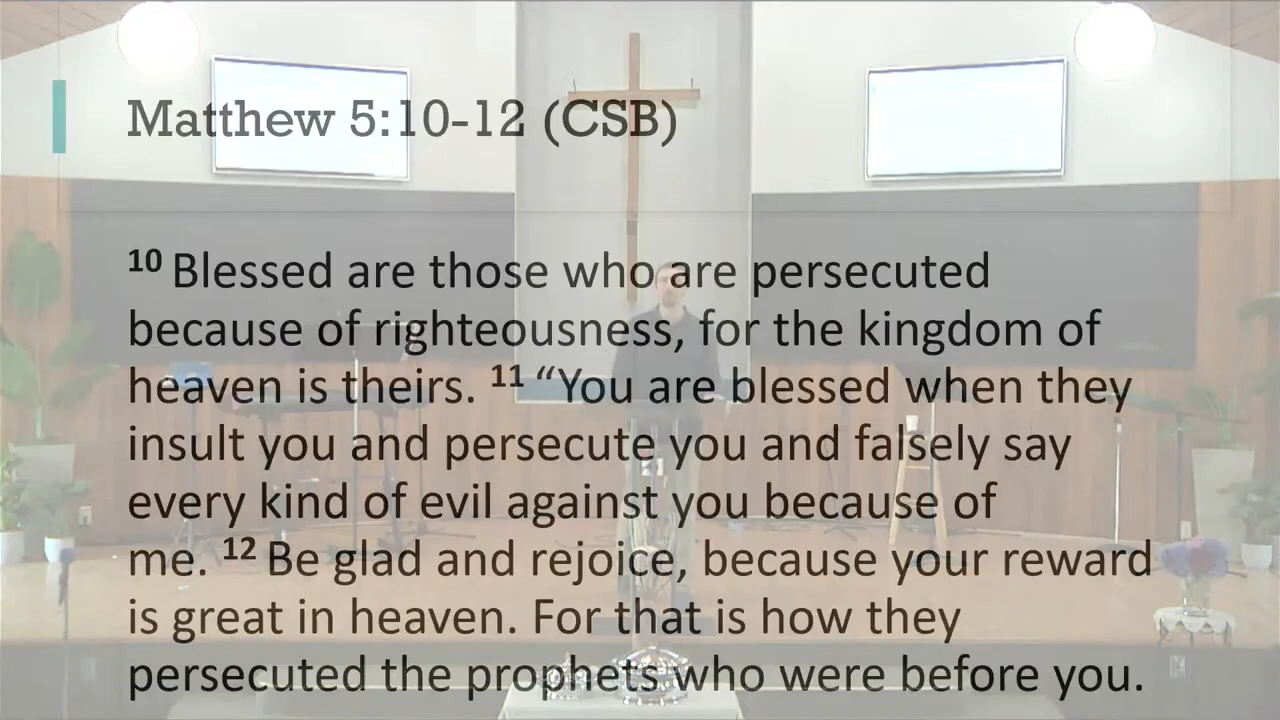 Matthew 5:10-12 (CSB)
10 Blessed are those who are persecuted
because of righteousness, for the kingdom of
heaven is theirs. 11 “You are blessed when they
insult you and persecute you and falsely say
every kind of evil against you because of
me. 12 Be glad and rejoice, because your reward
is great in heaven. For that is how they
persecuted the prophets who were before you.